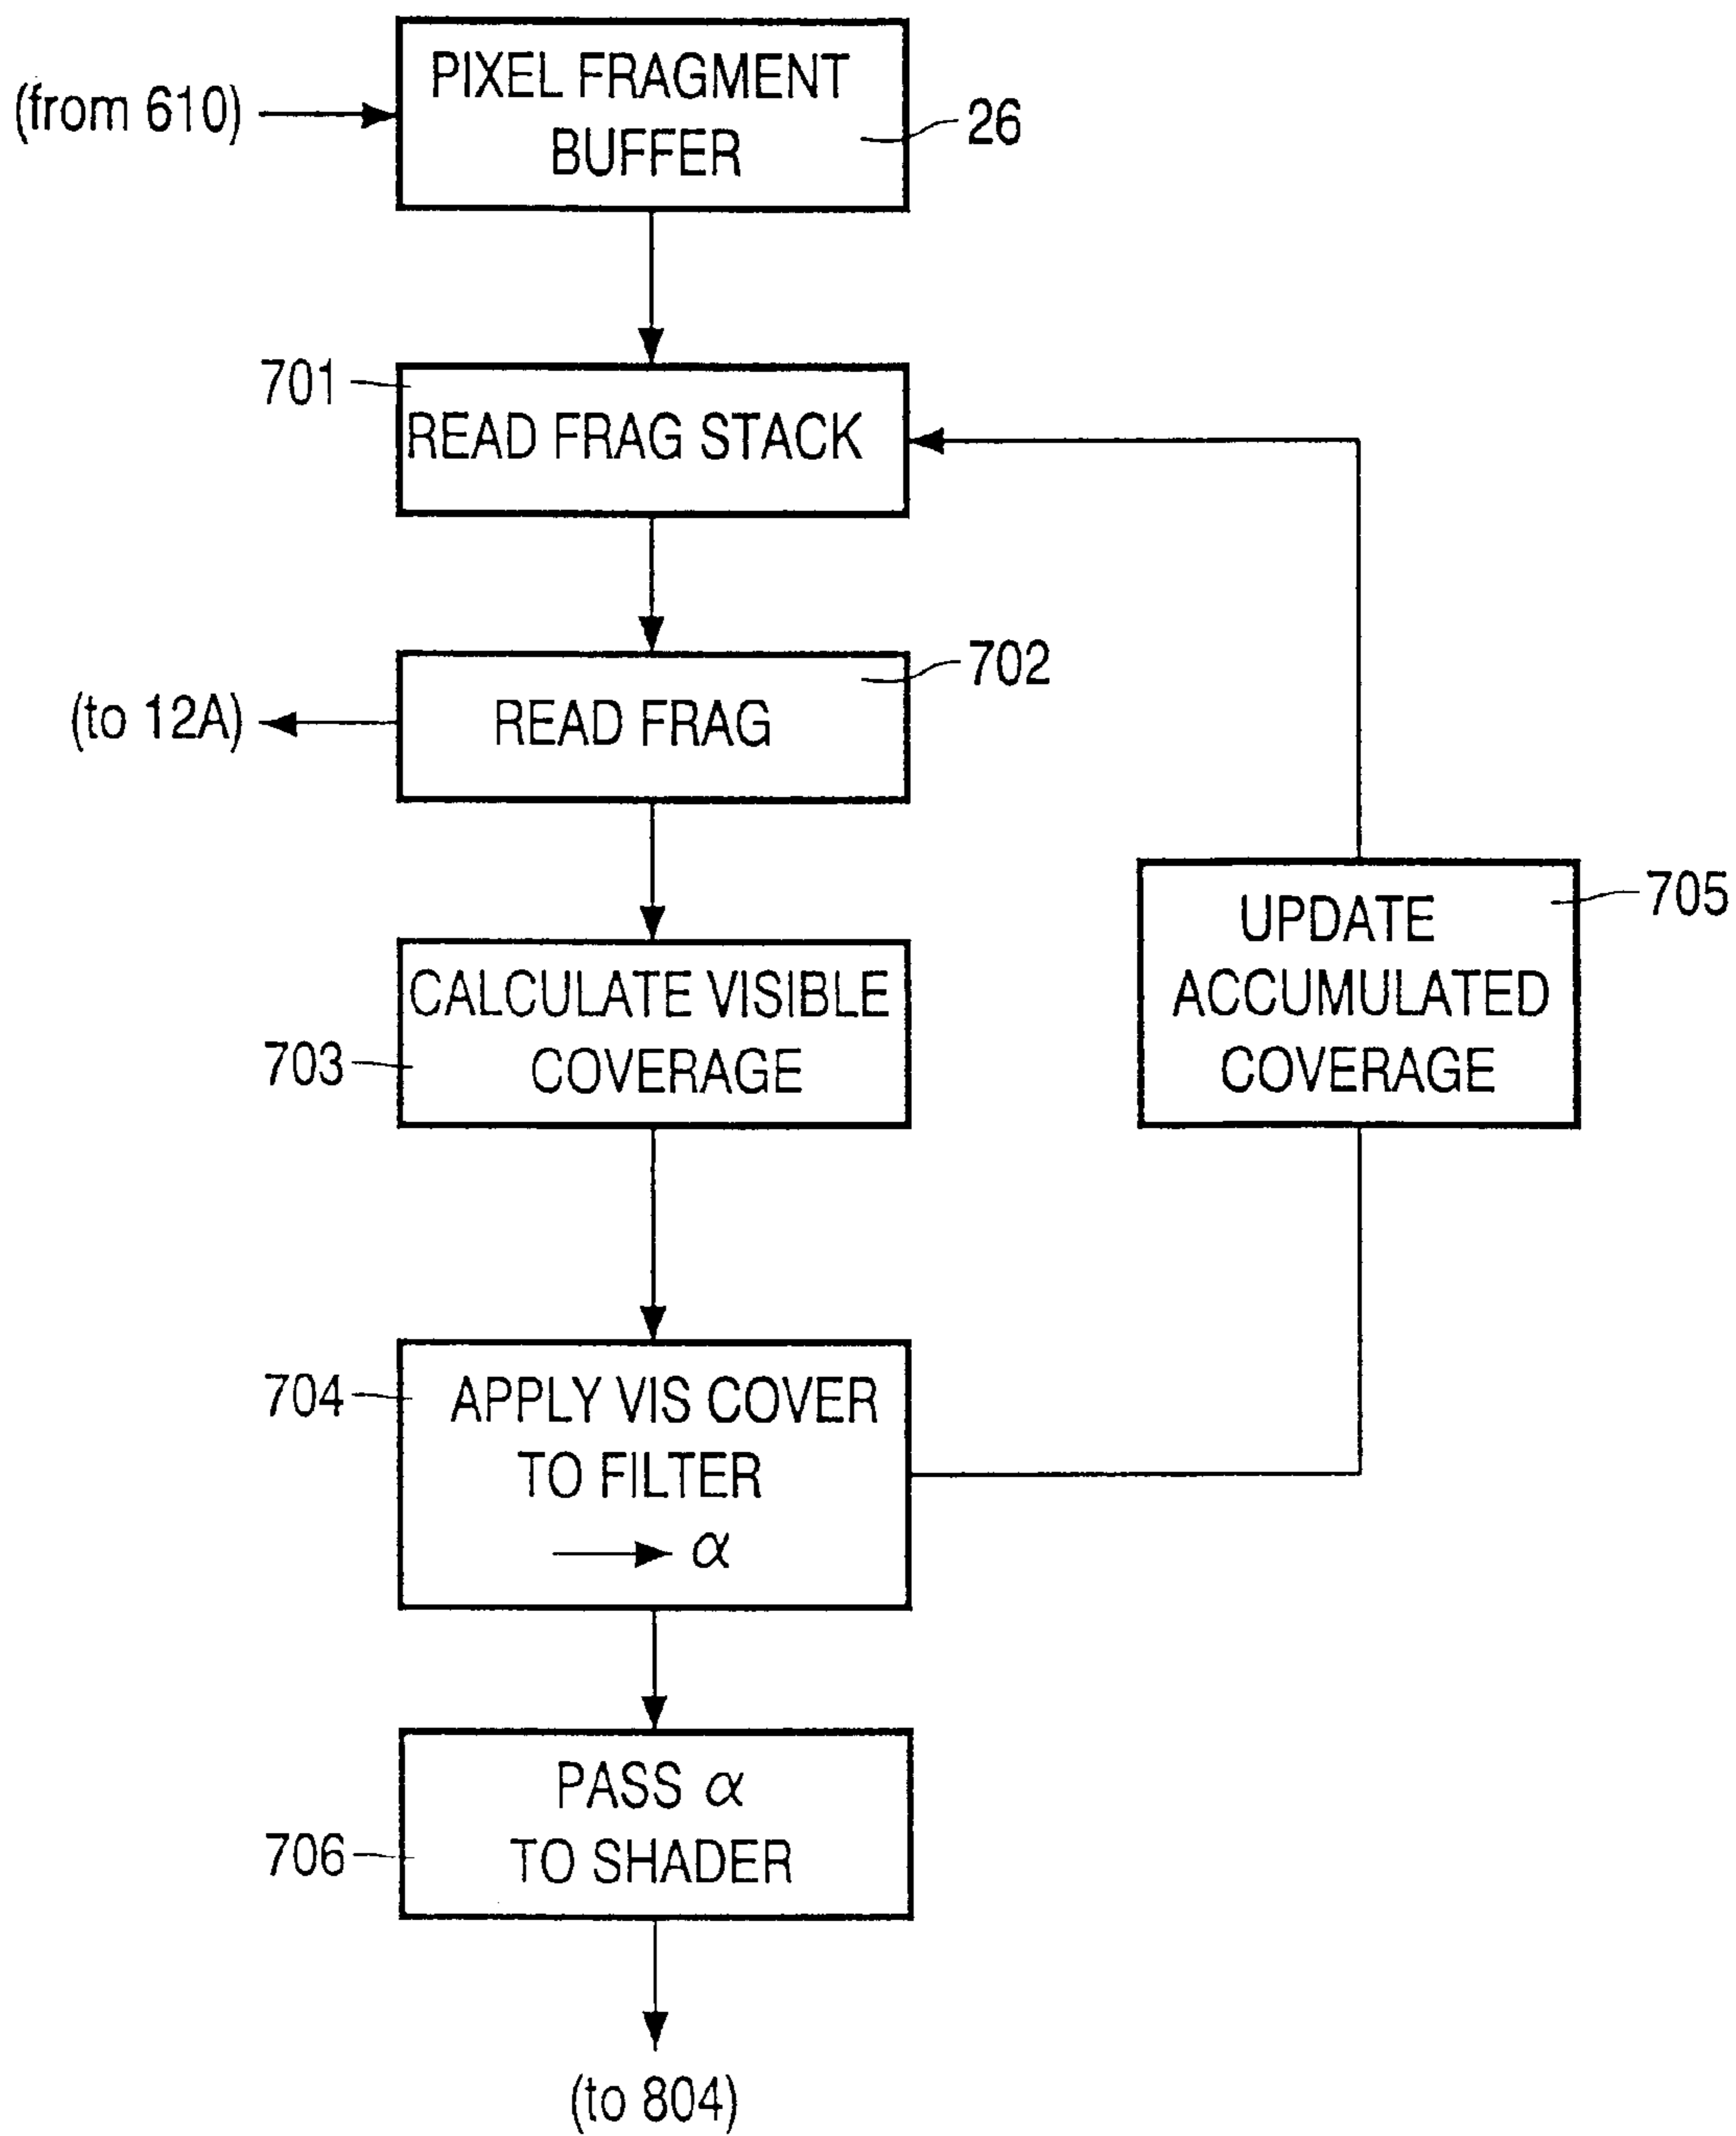 PIXEL FRAGMENT
BUFFER
(from 610)
26
701
READ FRAG STACK
702
READ FRAG
(to 12A)
CALCULATE VISIBLE
COVERAGE
703
705
UPDATE
ACCUMULATED
COVERAGE
704
APPLY VIS COVER
TO FILTER
→ α
PASS α
TO SHADER
706
(to 804)